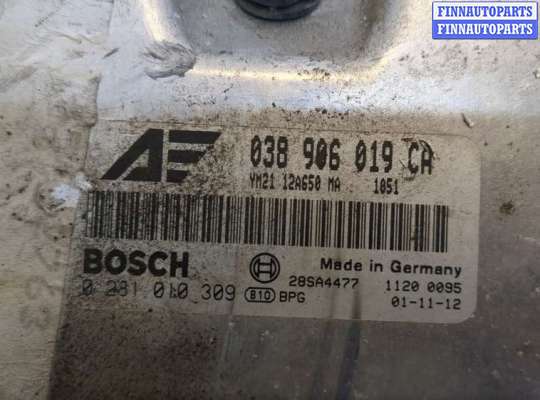 FINNAUTOPARTS
FINNAUTOPARTS
AE 038 906 019 CA
YM21 12A650 MA 1051
BOSCH
0 281 010 309
B10 BPG
Made in Germany
28SA4477 1120 0095
01-11-12